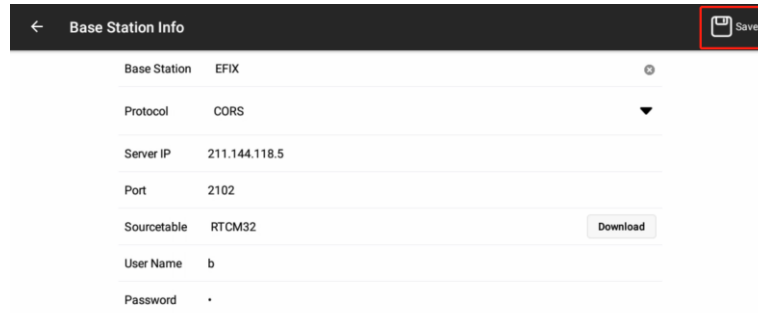 ← Base Station Info Save
Base Station EFIX
Protocol CORS
Server IP 211.144.118.5
Port 2102
Sourcetable RTCM32 Download
User Name b
Password •